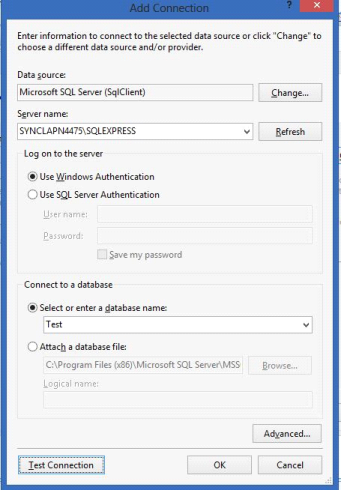 Add Connection
?
Enter information to connect to the selected data source or click "Change" to
choose a different data source and/or provider.
Data source:
Microsoft SQL Server (SqlClient)
Change...
Server name:
SYNCLAPN4475\SQLEXPRESS
Refresh
Log on to the server
Use Windows Authentication
Use SQL Server Authentication
User name:
Password:
Save my password
Connect to a database
Select or enter a database name:
Test
Attach a database file:
C:\Program Files (x86)\Microsoft SQL Server\MSS
Browse...
Logical name:
Advanced...
Test Connection
OK
Cancel